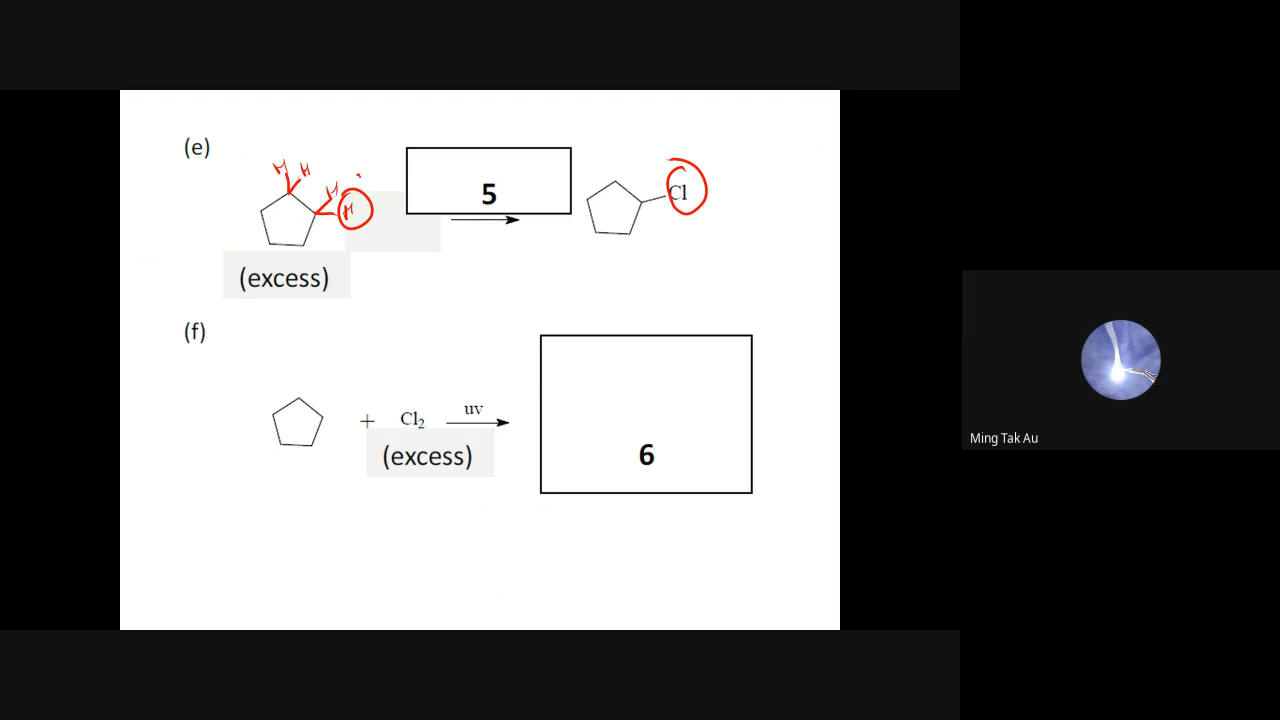 (e)
H H H H
5
Cl
(excess)
(f)
+ Cl₂ uv
(excess)
6
Ming Tak Au